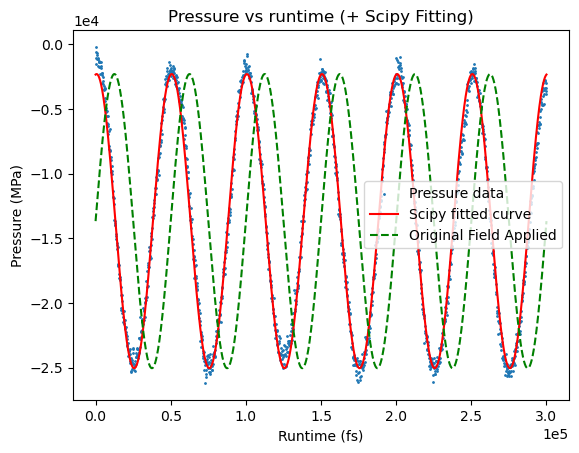 Pressure vs runtime (+ Scipy Fitting)
1e4
0.0
−0.5
−1.0
−1.5
−2.0
−2.5
Pressure (MPa)
Pressure data
Scipy fitted curve
Original Field Applied
0.0 0.5 1.0 1.5 2.0 2.5 3.0
1e5
Runtime (fs)